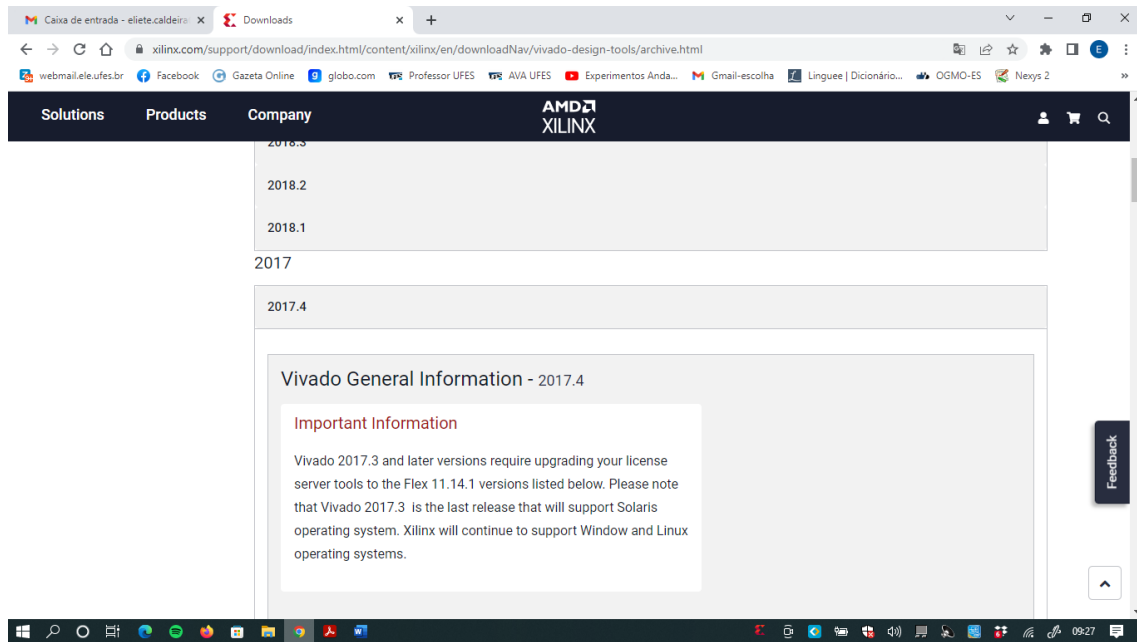 Caixa de entrada - eliete.caldeira
Downloads
xilinx.com/support/download/index.html/content/xilinx/en/downloadNav/vivado-design-tools/archive.html
E
webmail.ele.ufes.br Facebook Gazeta Online globo.com Professor UFES AVA UFES Experimentos Anda... Gmail-escolha Linguee | Dicionário... OGMO-ES Nexys 2 »
Solutions Products Company
AMD
XILINX
2018.3
2018.2
2018.1
2017
2017.4
Vivado General Information - 2017.4
Important Information
Vivado 2017.3 and later versions require upgrading your license
server tools to the Flex 11.14.1 versions listed below. Please note
that Vivado 2017.3 is the last release that will support Solaris
operating system. Xilinx will continue to support Window and Linux
operating systems.
Feedback
09:27